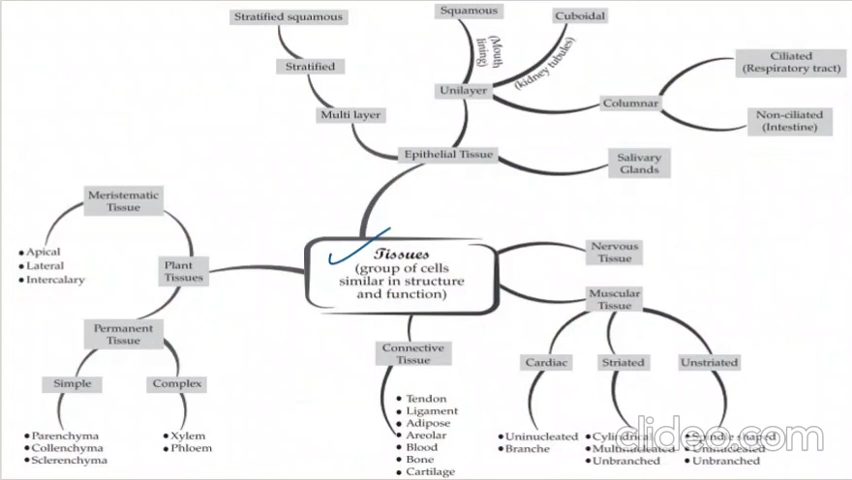 Stratified squamous
Squamous
Cuboidal
(Mouth
lining)
(kidney tubules)
Stratified
Unilayer
Multi layer
Columnar
Ciliated
(Respiratory tract)
Non-ciliated
(Intestine)
Epithelial Tissue
Salivary
Glands
Meristematic
Tissue
• Apical
• Lateral
• Intercalary
Plant
Tissues
Tissues
(group of cells
similar in structure
and function)
Nervous
Tissue
Muscular
Tissue
Permanent
Tissue
Simple
Complex
• Parenchyma
• Collenchyma
• Sclerenchyma
• Xylem
• Phloem
Connective
Tissue
• Tendon
• Ligament
• Adipose
• Areolar
• Blood
• Bone
• Cartilage
Cardiac
Striated
Unstriated
• Uninucleated
• Branche
• Cylindrical
• Multinucleated
• Unbranched
• Spindle shaped
• Uninucleated
• Unbranched
clideo.com